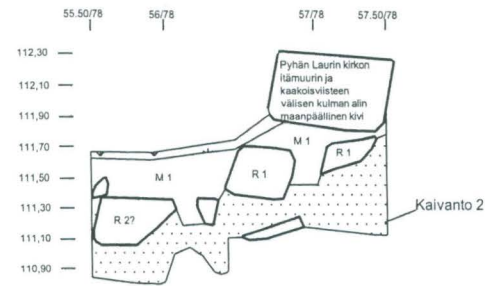 55.50/78 56/78 57/78 57.50/78
112,30
112,10
111,90
111,70
111,50
111,30
111,10
110,90
Pyhän Laurin kirkon
itämuurin ja
kaakoisviisteen
välisen kulman alin
maanpäällinen kivi
M 1
R 1
M 1
R 1
R 2?
Kaivanto 2